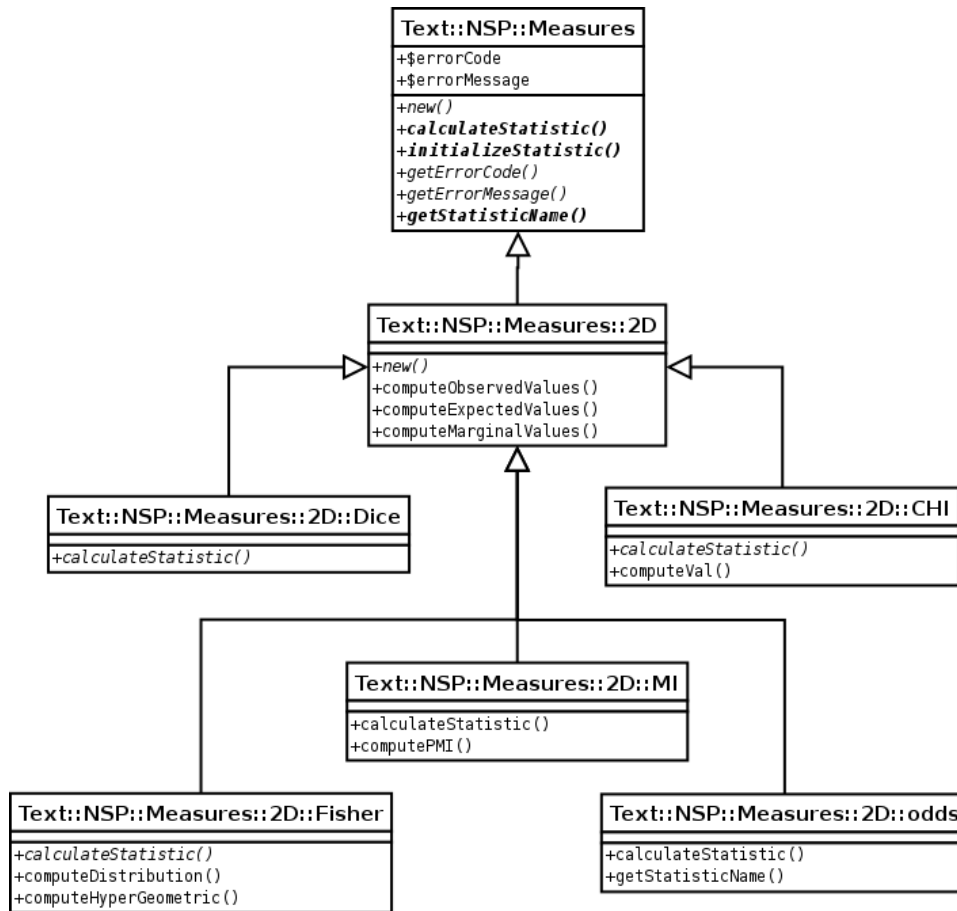 Text::NSP::Measures
+$errorCode
+$errorMessage
+new()
+calculateStatistic()
+initializeStatistic()
+getErrorCode()
+getErrorMessage()
+getStatisticName()
Text::NSP::Measures::2D
+new()
+computeObservedValues()
+computeExpectedValues()
+computeMarginalValues()
Text::NSP::Measures::2D::Dice
+calculateStatistic()
Text::NSP::Measures::2D::CHI
+calculateStatistic()
+computeVal()
Text::NSP::Measures::2D::MI
+calculateStatistic()
+computePMI()
Text::NSP::Measures::2D::Fisher
+calculateStatistic()
+computeDistribution()
+computeHyperGeometric()
Text::NSP::Measures::2D::odds
+calculateStatistic()
+getStatisticName()